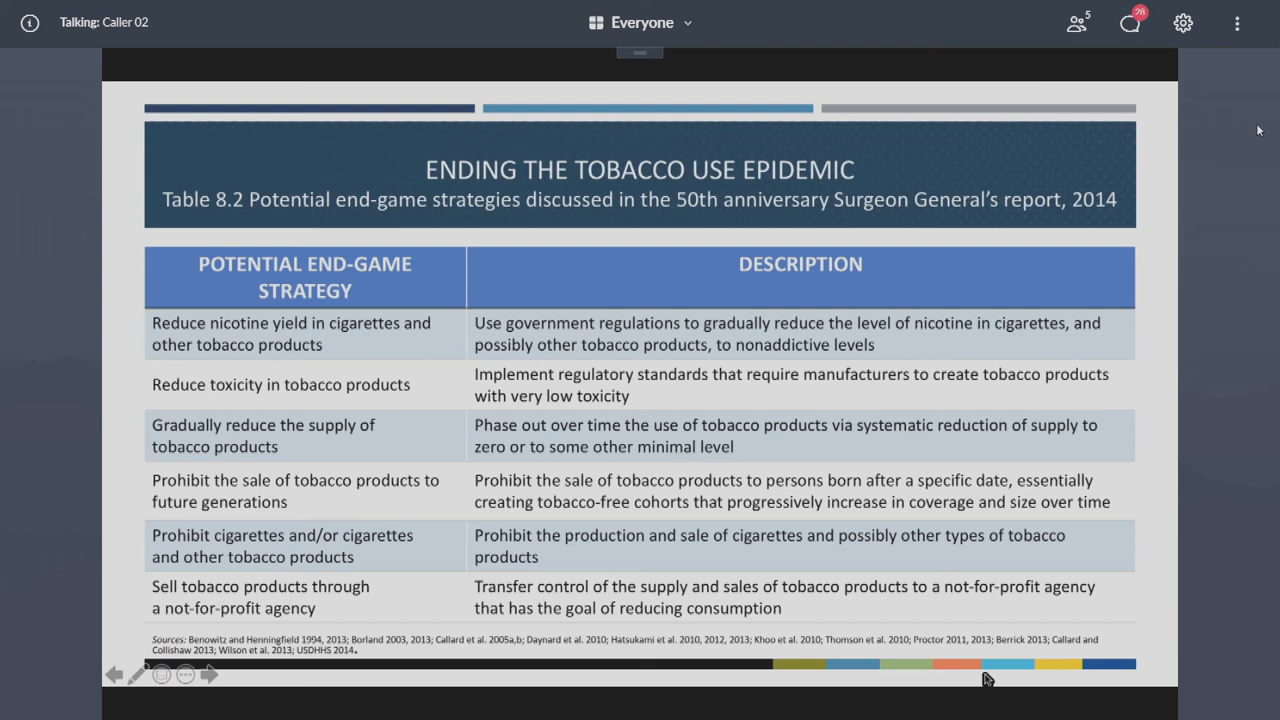 Talking: Caller 02
Everyone
5
28
ENDING THE TOBACCO USE EPIDEMIC
Table 8.2 Potential end-game strategies discussed in the 50th anniversary Surgeon General’s report, 2014
POTENTIAL END-GAME
STRATEGY
DESCRIPTION
Reduce nicotine yield in cigarettes and
other tobacco products
Use government regulations to gradually reduce the level of nicotine in cigarettes, and
possibly other tobacco products, to nonaddictive levels
Reduce toxicity in tobacco products
Implement regulatory standards that require manufacturers to create tobacco products
with very low toxicity
Gradually reduce the supply of
tobacco products
Phase out over time the use of tobacco products via systematic reduction of supply to
zero or to some other minimal level
Prohibit the sale of tobacco products to
future generations
Prohibit the sale of tobacco products to persons born after a specific date, essentially
creating tobacco-free cohorts that progressively increase in coverage and size over time
Prohibit cigarettes and/or cigarettes
and other tobacco products
Prohibit the production and sale of cigarettes and possibly other types of tobacco
products
Sell tobacco products through
a not-for-profit agency
Transfer control of the supply and sales of tobacco products to a not-for-profit agency
that has the goal of reducing consumption
Sources: Benowitz and Henningfield 1994, 2013; Borland 2003, 2013; Callard et al. 2005a,b; Daynard et al. 2010; Hatsukami et al. 2010, 2012, 2013; Khoo et al. 2010; Thomson et al. 2010; Proctor 2011, 2013; Berrick 2013; Callard and
Collishaw 2013; Wilson et al. 2013; USDHHS 2014.